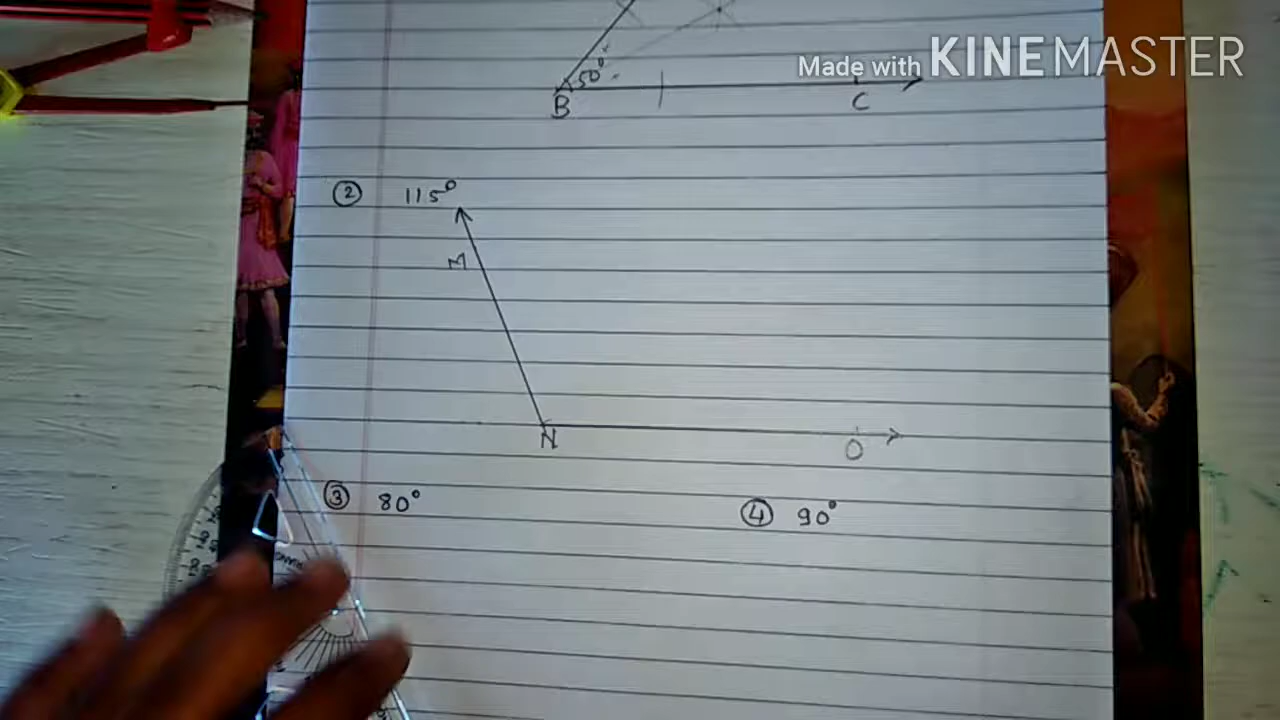 Made with KINEMASTER
50°
B C
② 115°
M
N O
③ 80° ④ 90°